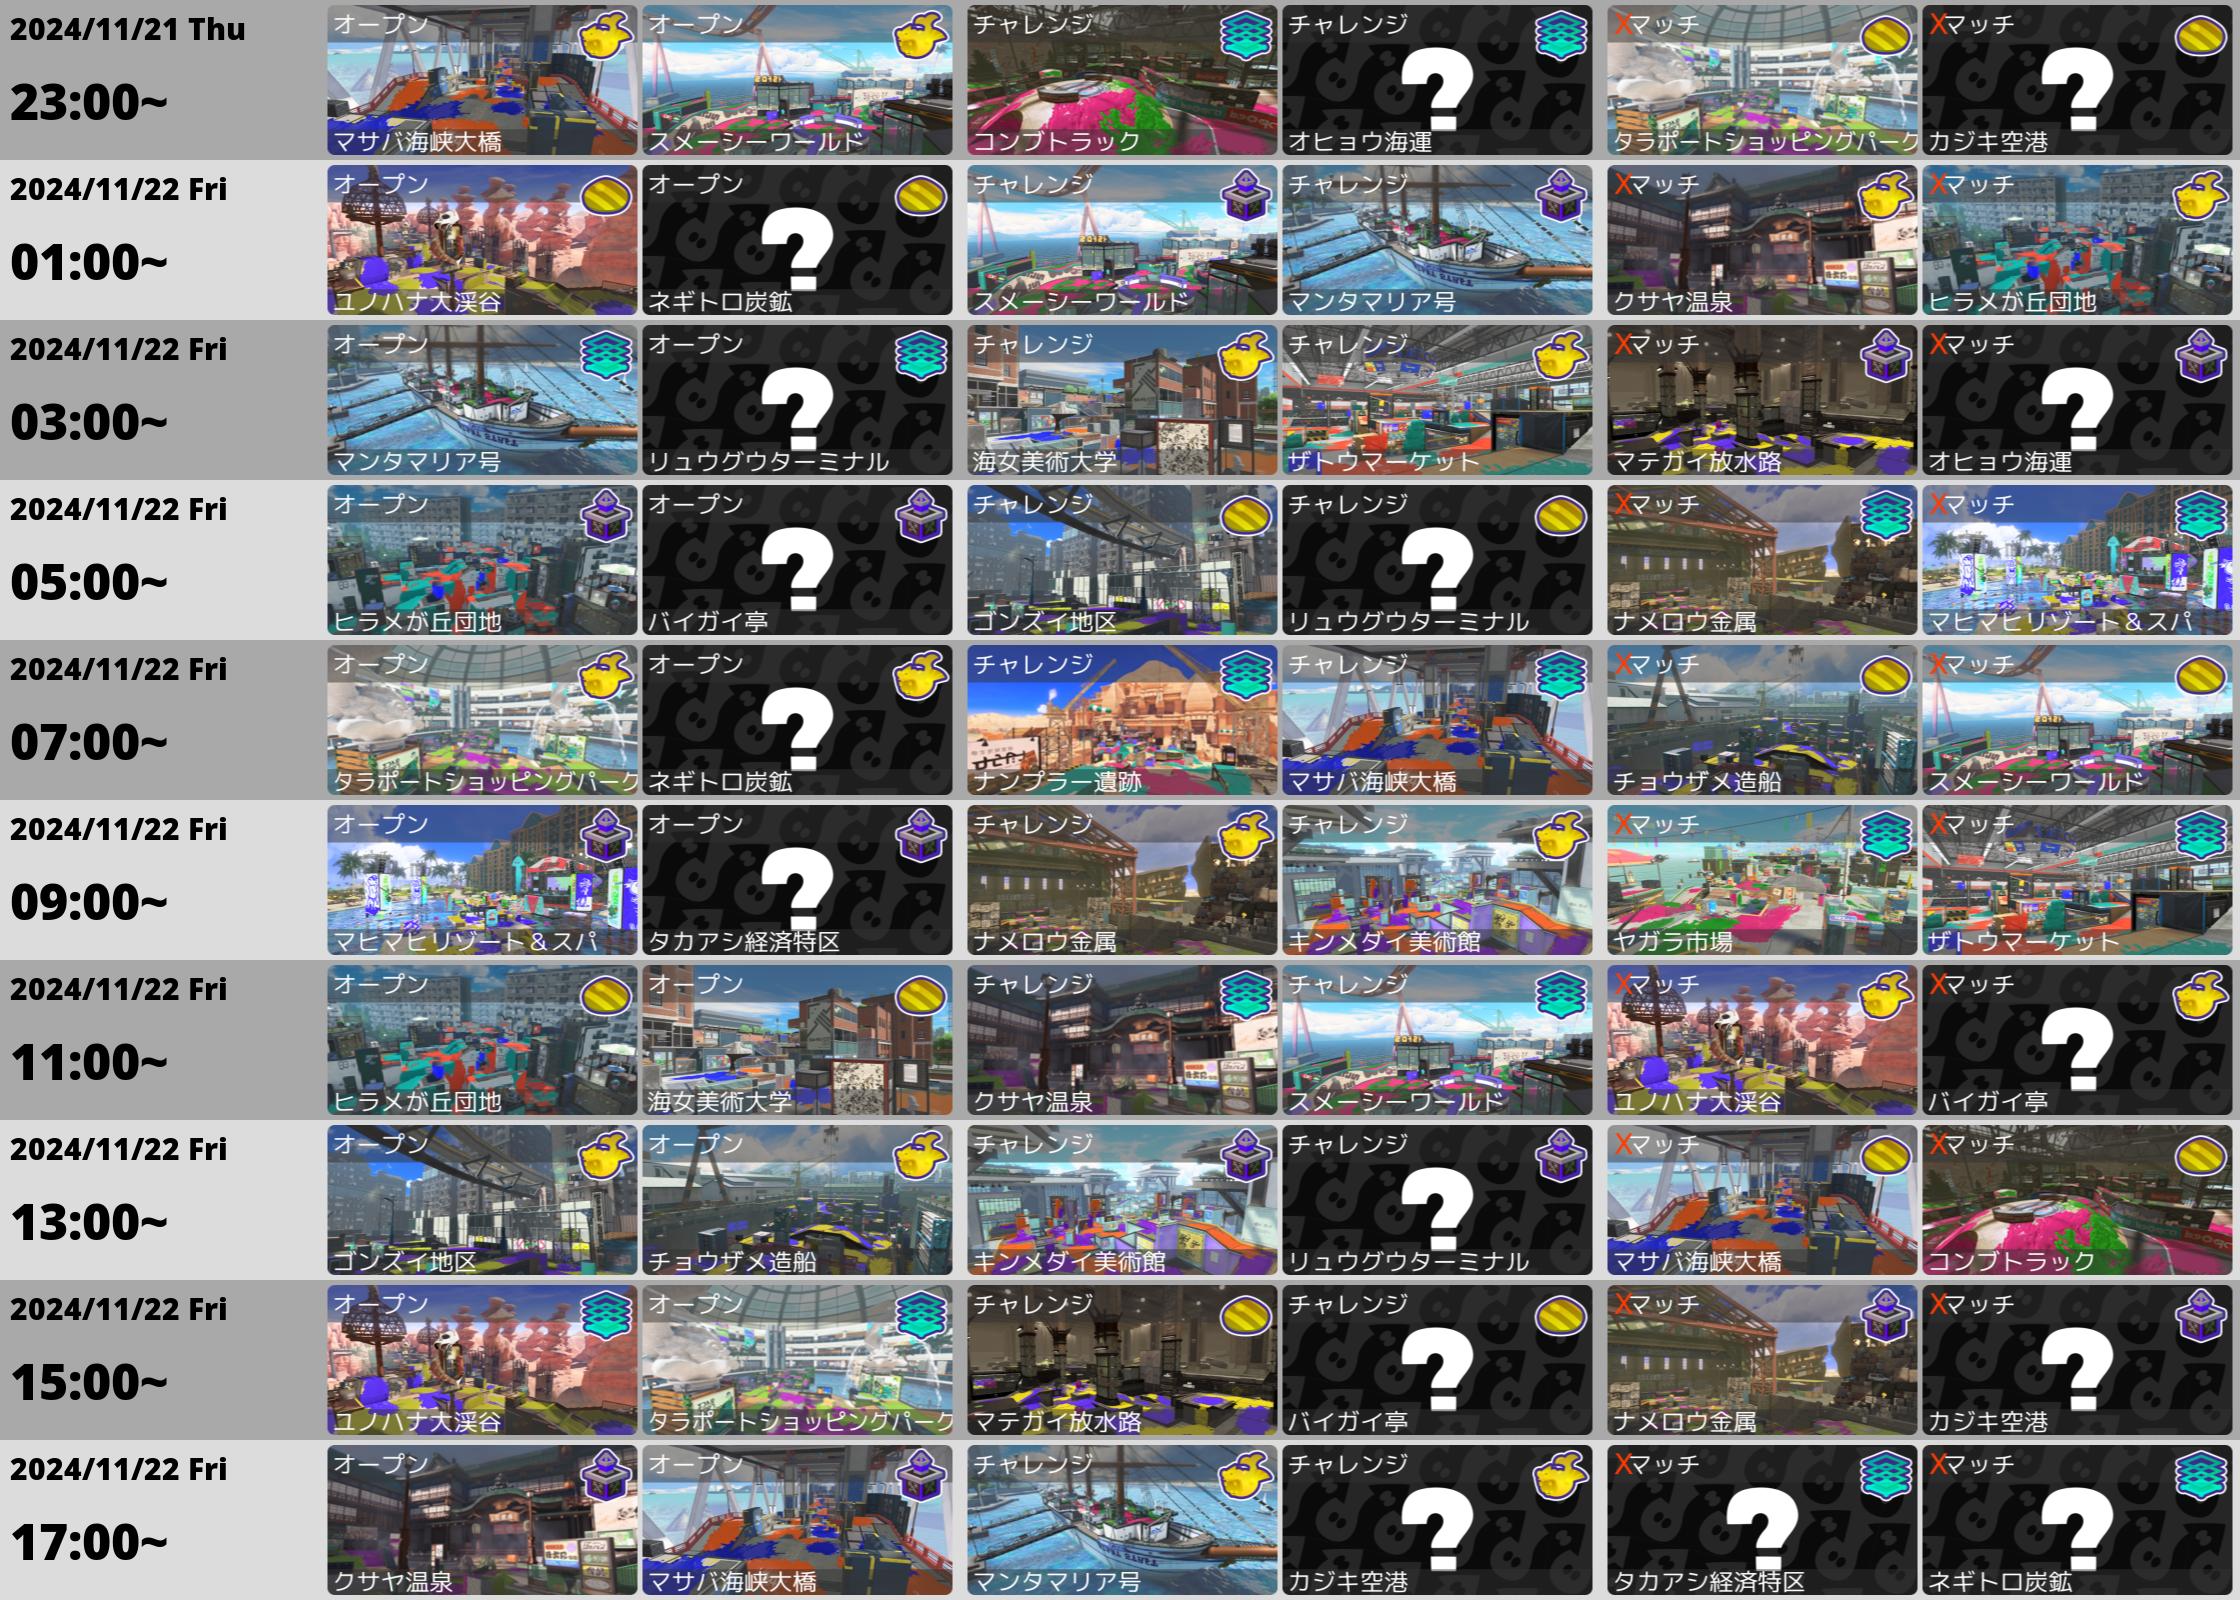 2024/11/21 Thu
23:00~
オープン
マサバ海峡大橋
オープン
スメーシーワールド
チャレンジ
コンブトラック
チャレンジ
オヒョウ海運
Xマッチ
タラポートショッピングパーク
Xマッチ
カジキ空港
2024/11/22 Fri
01:00~
オープン
ユノハナ大渓谷
オープン
ネギトロ炭鉱
チャレンジ
スメーシーワールド
チャレンジ
マンタマリア号
Xマッチ
クサヤ温泉
Xマッチ
ヒラメが丘団地
2024/11/22 Fri
03:00~
オープン
マンタマリア号
オープン
リュウグウターミナル
チャレンジ
海女美術大学
チャレンジ
ザトウマーケット
Xマッチ
マテガイ放水路
Xマッチ
オヒョウ海運
2024/11/22 Fri
05:00~
オープン
ヒラメが丘団地
オープン
バイガイ亭
チャレンジ
ゴンズイ地区
チャレンジ
リュウグウターミナル
Xマッチ
ナメロウ金属
Xマッチ
マヒマヒリゾート&スパ
2024/11/22 Fri
07:00~
オープン
タラポートショッピングパーク
オープン
ネギトロ炭鉱
チャレンジ
ナンプラー遺跡
チャレンジ
マサバ海峡大橋
Xマッチ
チョウザメ造船
Xマッチ
スメーシーワールド
2024/11/22 Fri
09:00~
オープン
マヒマヒリゾート&スパ
オープン
タカアシ経済特区
チャレンジ
ナメロウ金属
チャレンジ
キンメダイ美術館
Xマッチ
ヤガラ市場
Xマッチ
ザトウマーケット
2024/11/22 Fri
11:00~
オープン
ヒラメが丘団地
オープン
海女美術大学
チャレンジ
クサヤ温泉
チャレンジ
スメーシーワールド
Xマッチ
ユノハナ大渓谷
Xマッチ
バイガイ亭
2024/11/22 Fri
13:00~
オープン
ゴンズイ地区
オープン
チョウザメ造船
チャレンジ
キンメダイ美術館
チャレンジ
リュウグウターミナル
Xマッチ
マサバ海峡大橋
Xマッチ
コンブトラック
2024/11/22 Fri
15:00~
オープン
ユノハナ大渓谷
オープン
タラポートショッピングパーク
チャレンジ
マテガイ放水路
チャレンジ
バイガイ亭
Xマッチ
ナメロウ金属
Xマッチ
カジキ空港
2024/11/22 Fri
17:00~
オープン
クサヤ温泉
オープン
マサバ海峡大橋
チャレンジ
マンタマリア号
チャレンジ
カジキ空港
Xマッチ
タカアシ経済特区
Xマッチ
ネギトロ炭鉱